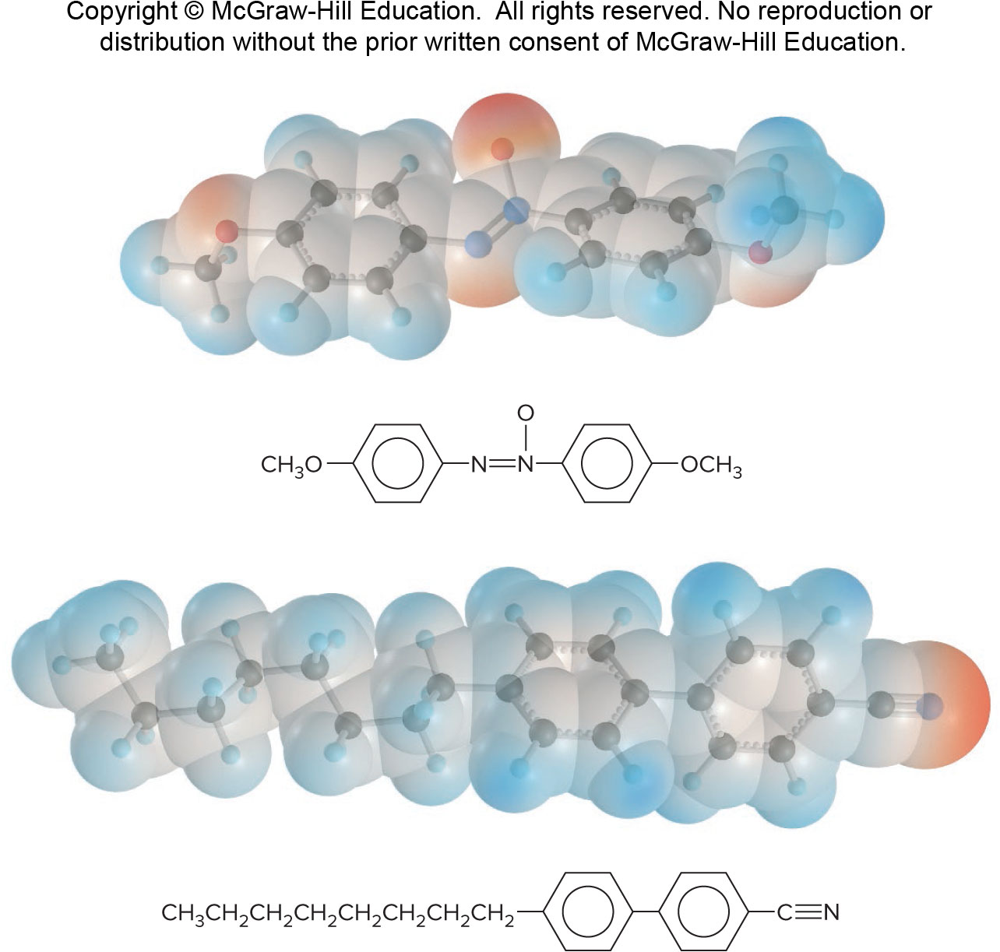 Copyright © McGraw-Hill Education.  All rights reserved. No reproduction or
distribution without the prior written consent of McGraw-Hill Education.
O
CH₃O N=N OCH₃
CH₃CH₂CH₂CH₂CH₂CH₂CH₂CH₂ C≡N